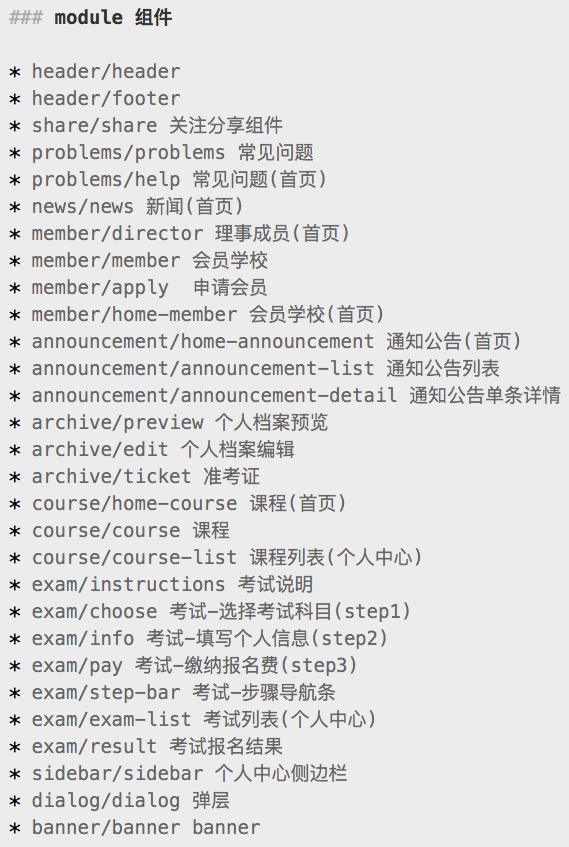 ### module 组件
* header/header
* header/footer
* share/share 关注分享组件
* problems/problems 常见问题
* problems/help 常见问题(首页)
* news/news 新闻(首页)
* member/director 理事成员(首页)
* member/member 会员学校
* member/apply  申请会员
* member/home-member 会员学校(首页)
* announcement/home-announcement 通知公告(首页)
* announcement/announcement-list 通知公告列表
* announcement/announcement-detail 通知公告单条详情
* archive/preview 个人档案预览
* archive/edit 个人档案编辑
* archive/ticket 准考证
* course/home-course 课程(首页)
* course/course 课程
* course/course-list 课程列表(个人中心)
* exam/instructions 考试说明
* exam/choose 考试-选择考试科目(step1)
* exam/info 考试-填写个人信息(step2)
* exam/pay 考试-缴纳报名费(step3)
* exam/step-bar 考试-步骤导航条
* exam/exam-list 考试列表(个人中心)
* exam/result 考试报名结果
* sidebar/sidebar 个人中心侧边栏
* dialog/dialog 弹层
* banner/banner banner